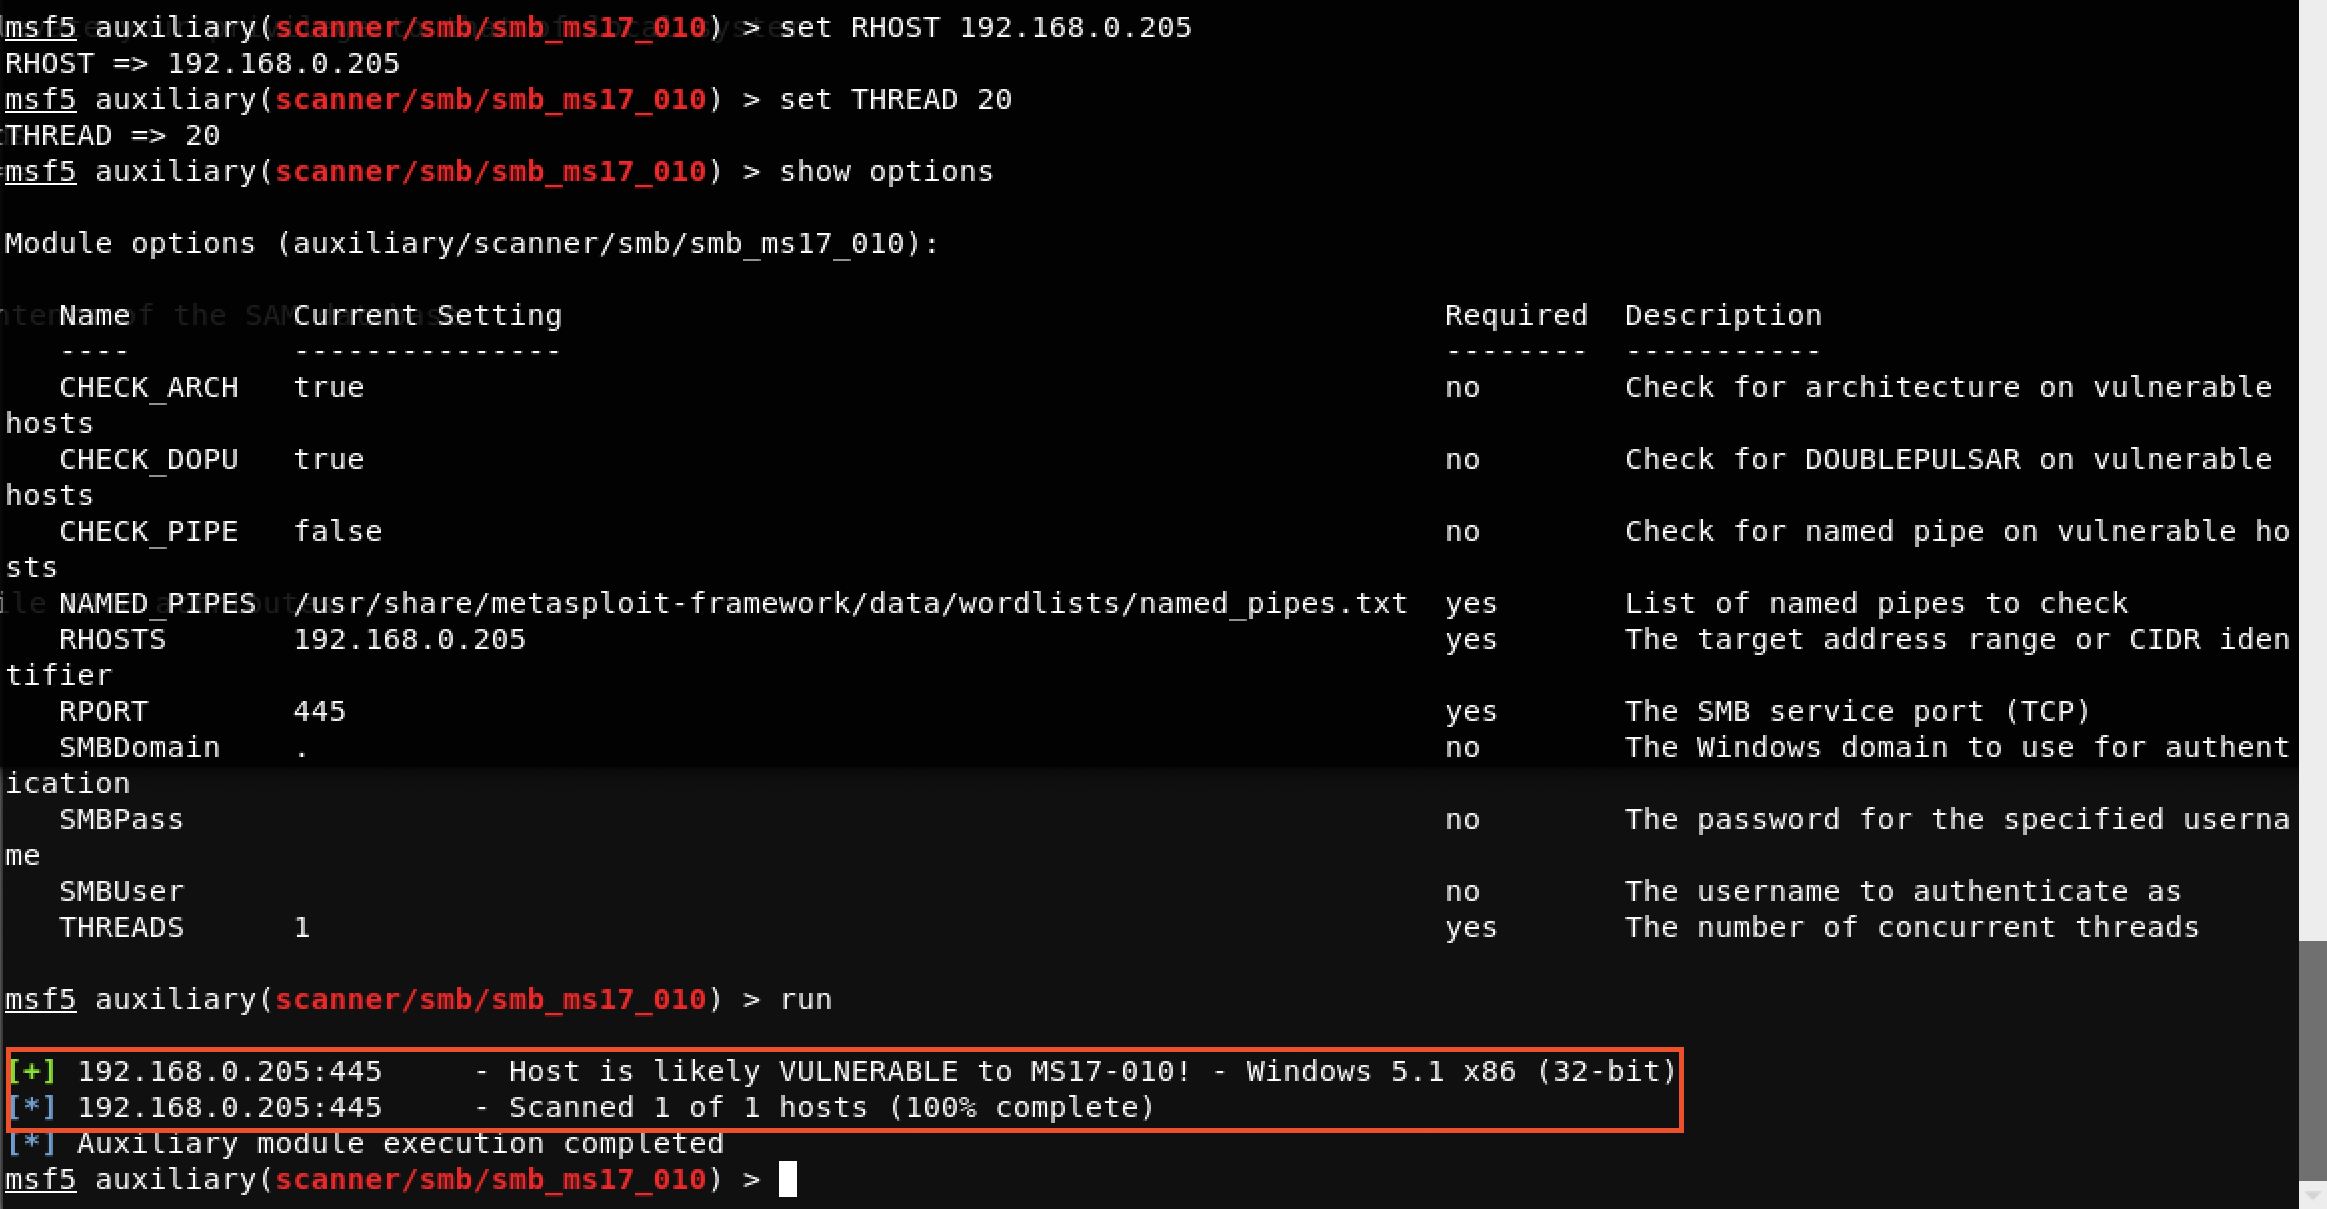 msf5 auxiliary(scanner/smb/smb_ms17_010) > set RHOST 192.168.0.205
RHOST => 192.168.0.205
msf5 auxiliary(scanner/smb/smb_ms17_010) > set THREAD 20
THREAD => 20
msf5 auxiliary(scanner/smb/smb_ms17_010) > show options
Module options (auxiliary/scanner/smb/smb_ms17_010):
Name Current Setting Required Description
---- --------------- -------- -----------
CHECK_ARCH true no Check for architecture on vulnerable
hosts
CHECK_DOPU true no Check for DOUBLEPULSAR on vulnerable
hosts
CHECK_PIPE false no Check for named pipe on vulnerable ho
sts
NAMED_PIPES /usr/share/metasploit-framework/data/wordlists/named_pipes.txt yes List of named pipes to check
RHOSTS 192.168.0.205 yes The target address range or CIDR iden
tifier
RPORT 445 yes The SMB service port (TCP)
SMBDomain . no The Windows domain to use for authent
ication
SMBPass no The password for the specified userna
me
SMBUser no The username to authenticate as
THREADS 1 yes The number of concurrent threads
msf5 auxiliary(scanner/smb/smb_ms17_010) > run
[+] 192.168.0.205:445 - Host is likely VULNERABLE to MS17-010! - Windows 5.1 x86 (32-bit)
[*] 192.168.0.205:445 - Scanned 1 of 1 hosts (100% complete)
[*] Auxiliary module execution completed
msf5 auxiliary(scanner/smb/smb_ms17_010) >